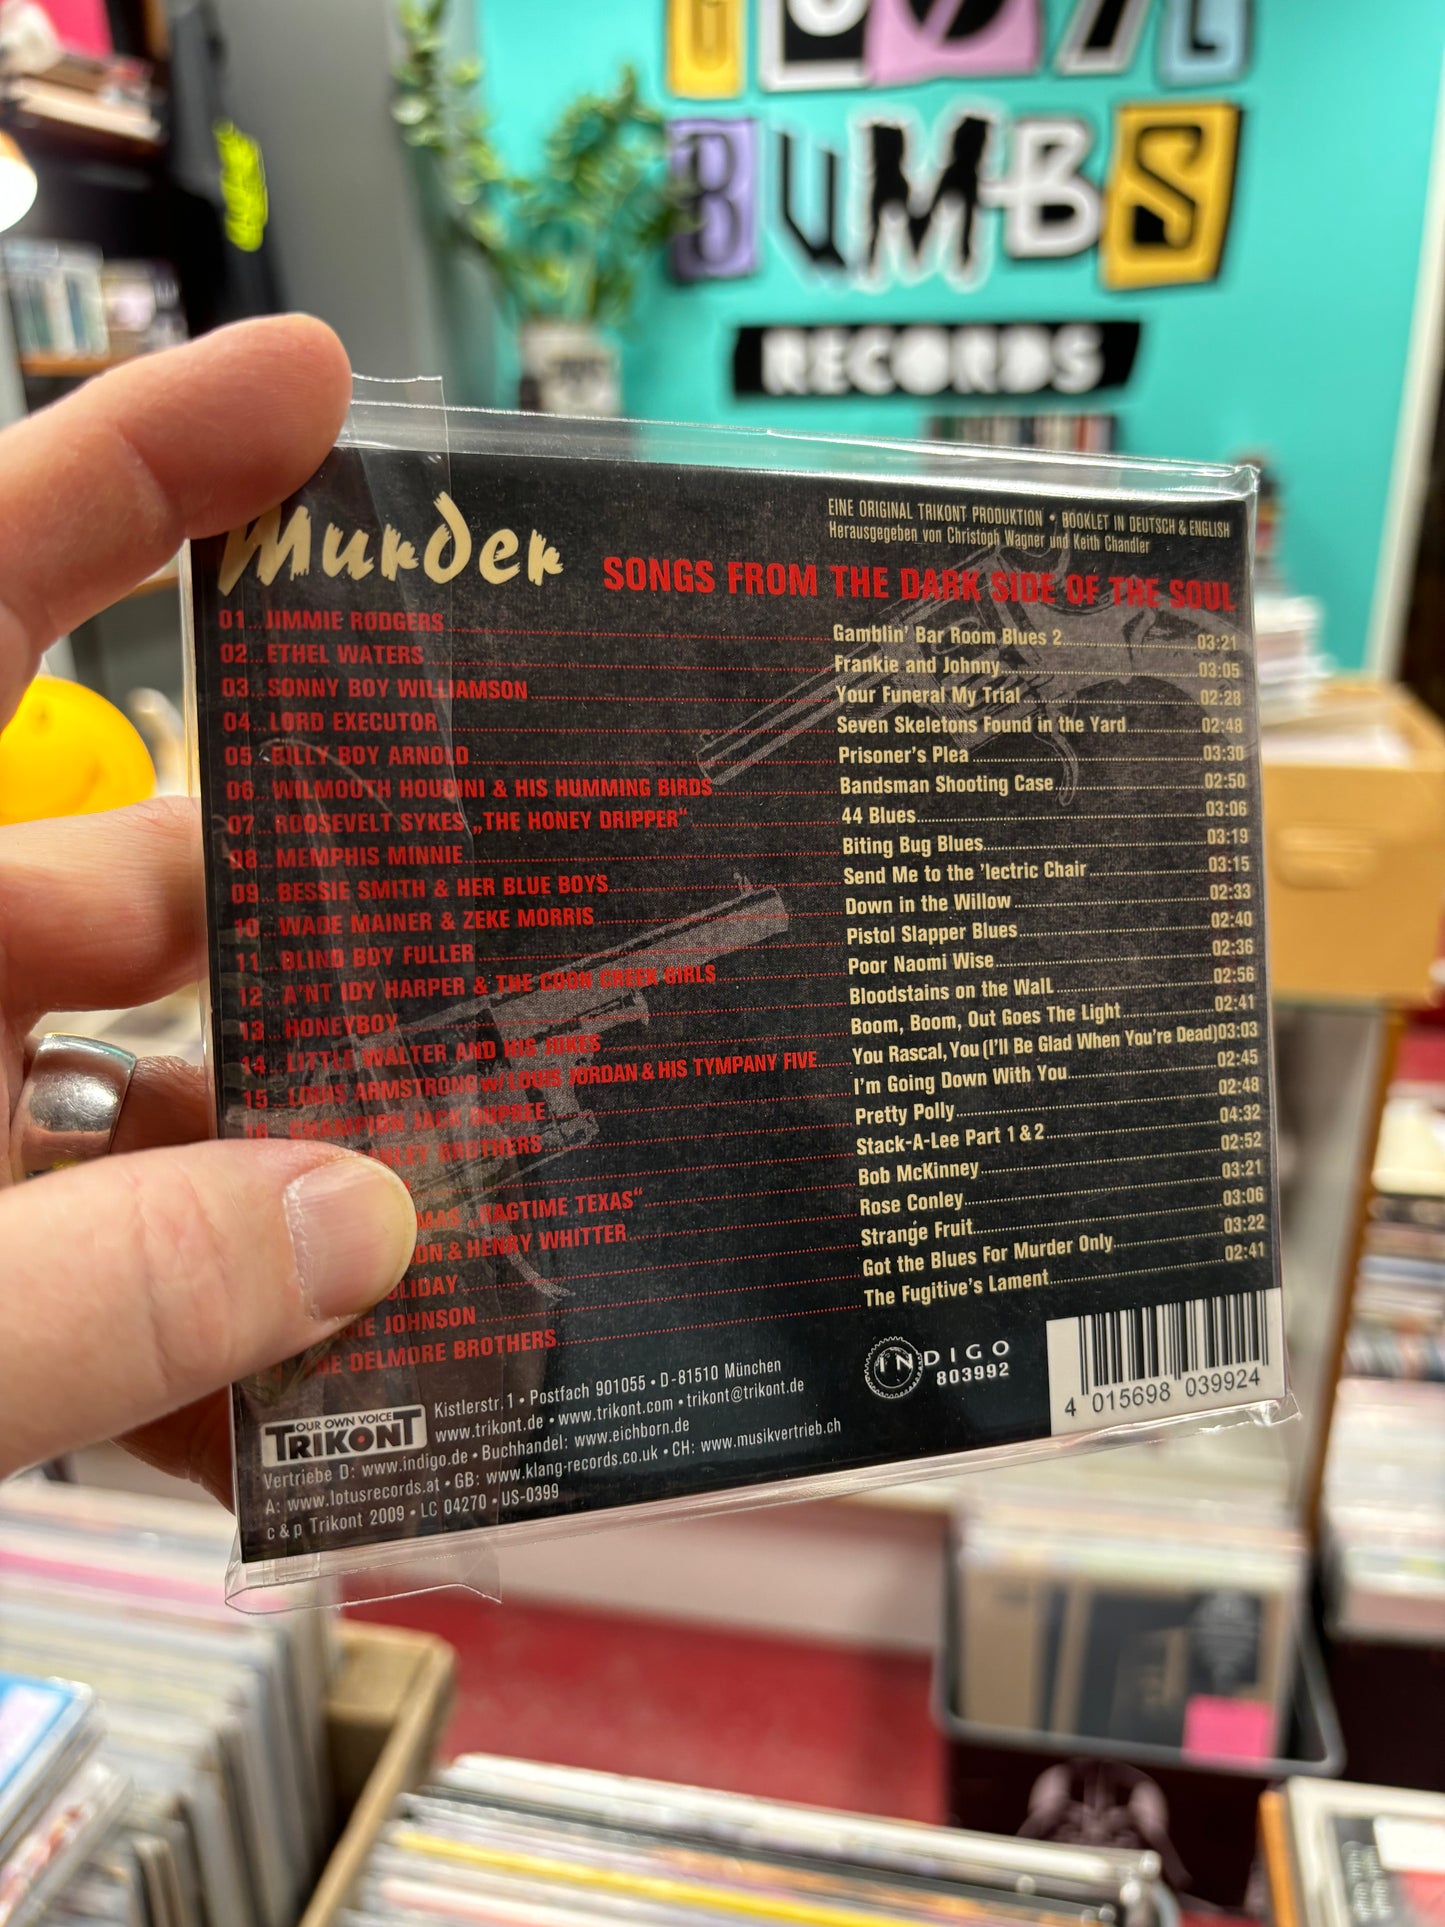 BUMBS
RECORDS
Murder
EINE ORIGINAL TRIKONT PRODUKTION • BOOKLET IN DEUTSCH & ENGLISH
Herausgegeben von Christoph Wagner und Keith Chandler
SONGS FROM THE DARK SIDE OF THE SOUL
01... JIMMIE RODGERS Gamblin' Bar Room Blues 2 03:21
02... ETHEL WATERS Frankie and Johnny 03:05
03... SONNY BOY WILLIAMSON Your Funeral My Trial 02:28
04... LORD EXECUTOR Seven Skeletons Found in the Yard 02:48
05... BILLY BOY ARNOLD Prisoner's Plea 03:30
06... WILMOUTH HOUDINI & HIS HUMMING BIRDS Bandsman Shooting Case 02:50
07... ROOSEVELT SYKES „THE HONEY DRIPPER" 44 Blues 03:06
08... MEMPHIS MINNIE Biting Bug Blues 03:19
09... BESSIE SMITH & HER BLUE BOYS Send Me to the 'lectric Chair 03:15
10... WADE MAINER & ZEKE MORRIS Down in the Willow 02:33
11... BLIND BOY FULLER Pistol Slapper Blues 02:40
12... A'NT IDY HARPER & THE COON CREEK GIRLS Poor Naomi Wise 02:36
13... HONEYBOY Bloodstains on the Wall 02:56
14... LITTLE WALTER AND HIS JUKES Boom, Boom, Out Goes The Light 02:41
15... LOUIS ARMSTRONG w/ LOUIS JORDAN & HIS TYMPANY FIVE You Rascal, You (I'll Be Glad When You're Dead) 03:03
16... CHAMPION JACK DUPREE I'm Going Down With You 02:45
NLEY BROTHERS Pretty Polly 02:48
Stack-A-Lee Part 1 & 2 04:32
MAS „RAGTIME TEXAS" Bob McKinney 02:52
ON & HENRY WHITTER Rose Conley 03:21
LIDAY Strange Fruit 03:06
NIE JOHNSON Got the Blues For Murder Only 03:22
DELMORE BROTHERS The Fugitive's Lament 02:41
OUR OWN VOICE
TRIKONT
Kistlerstr. 1 • Postfach 901055 • D-81510 München
www.trikont.de • www.trikont.com • trikont@trikont.de
Vertriebe D: www.indigo.de • Buchhandel: www.eichborn.de
A: www.lotusrecords.at • GB: www.klang-records.co.uk • CH: www.musikvertrieb.ch
c & p Trikont 2009 • LC 04270 • US-0399
INDIGO
803992
4 015698 039924